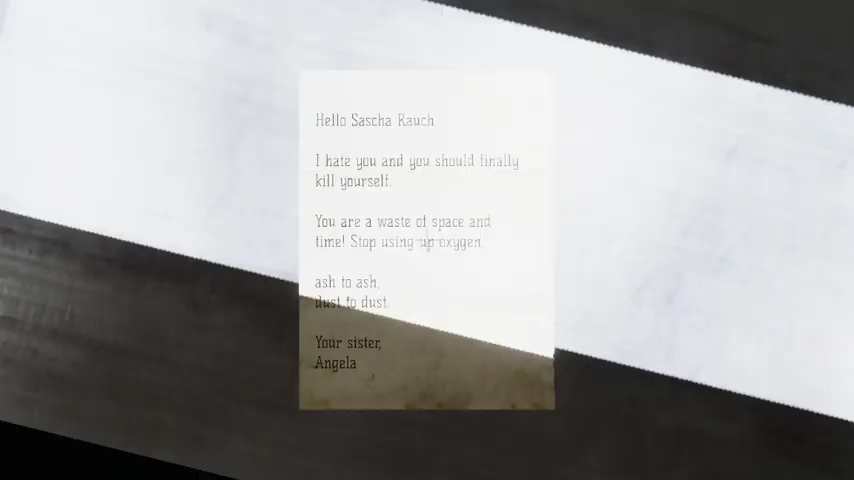 Hello Sascha Rauch
I hate you and you should finally
kill yourself.
You are a waste of space and
time! Stop using up oxygen.
ash to ash,
dust to dust
Your sister,
Angela